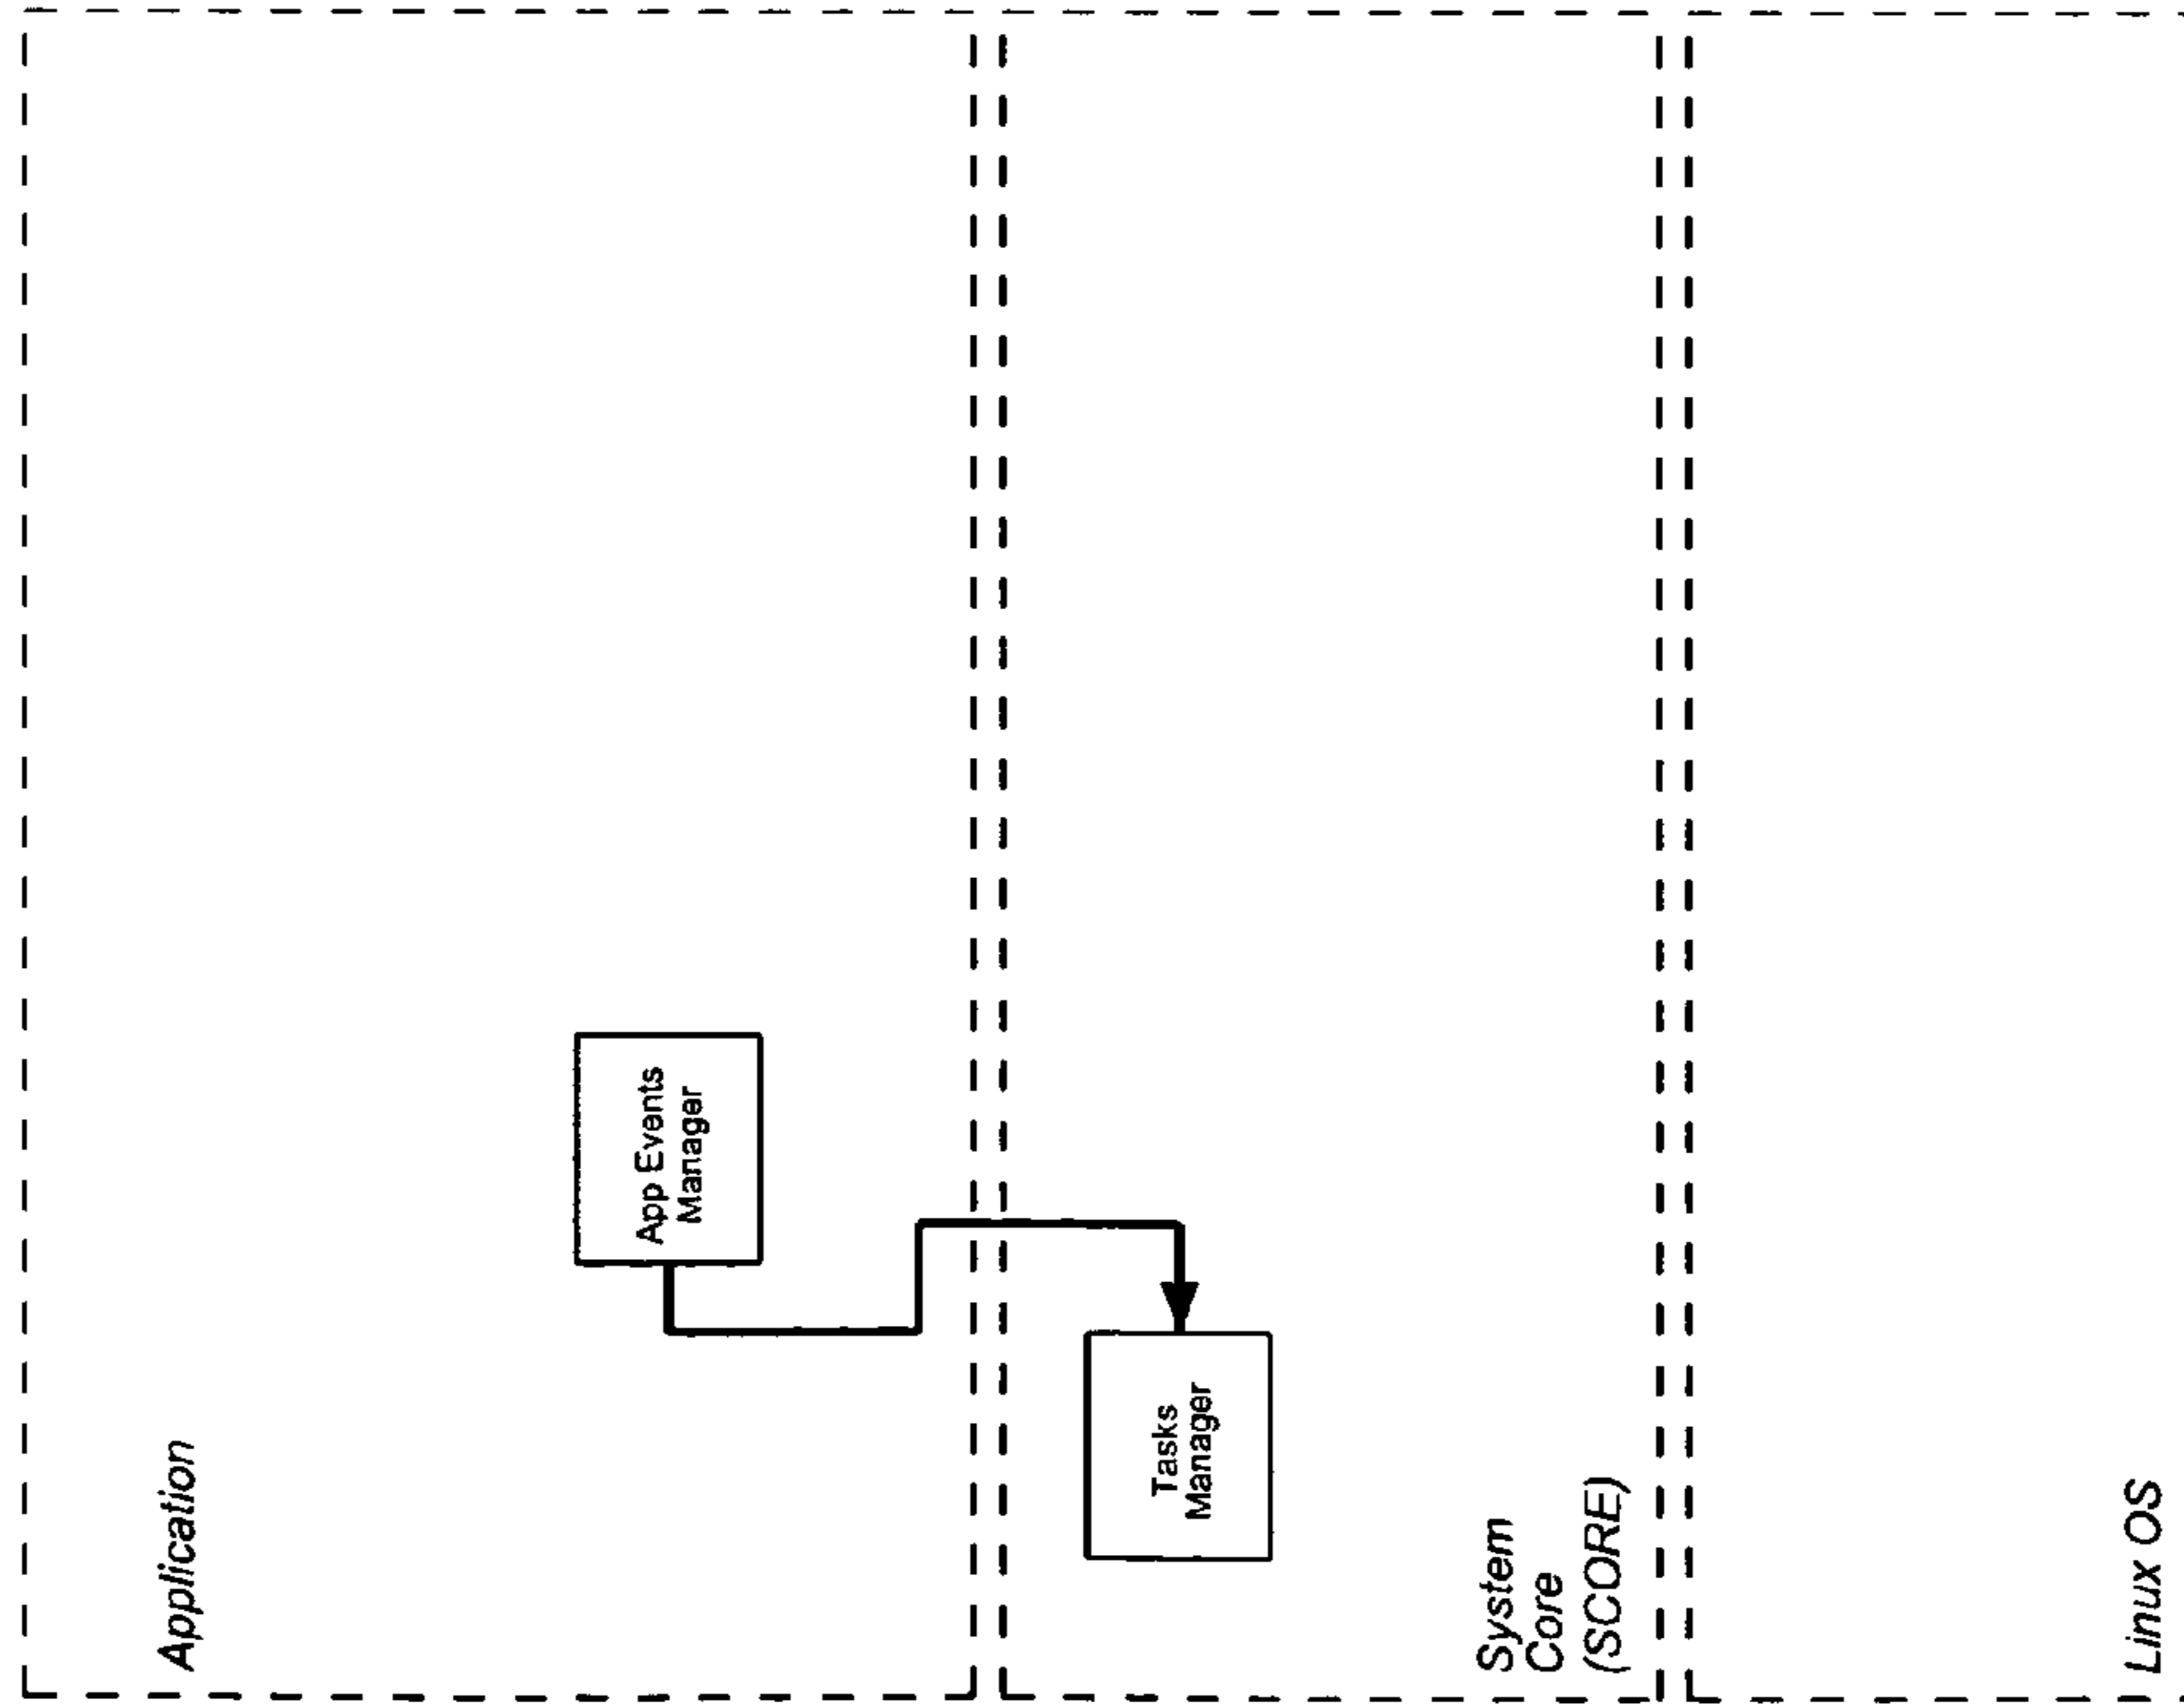 Application
App Events
Manager
Tasks
Manager
System
Core
(SCORE)
Linux OS